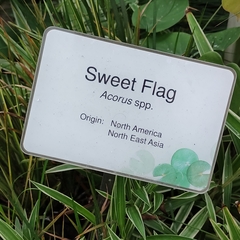 Sweet Flag
Acorus spp.
Origin: North America
North East Asia